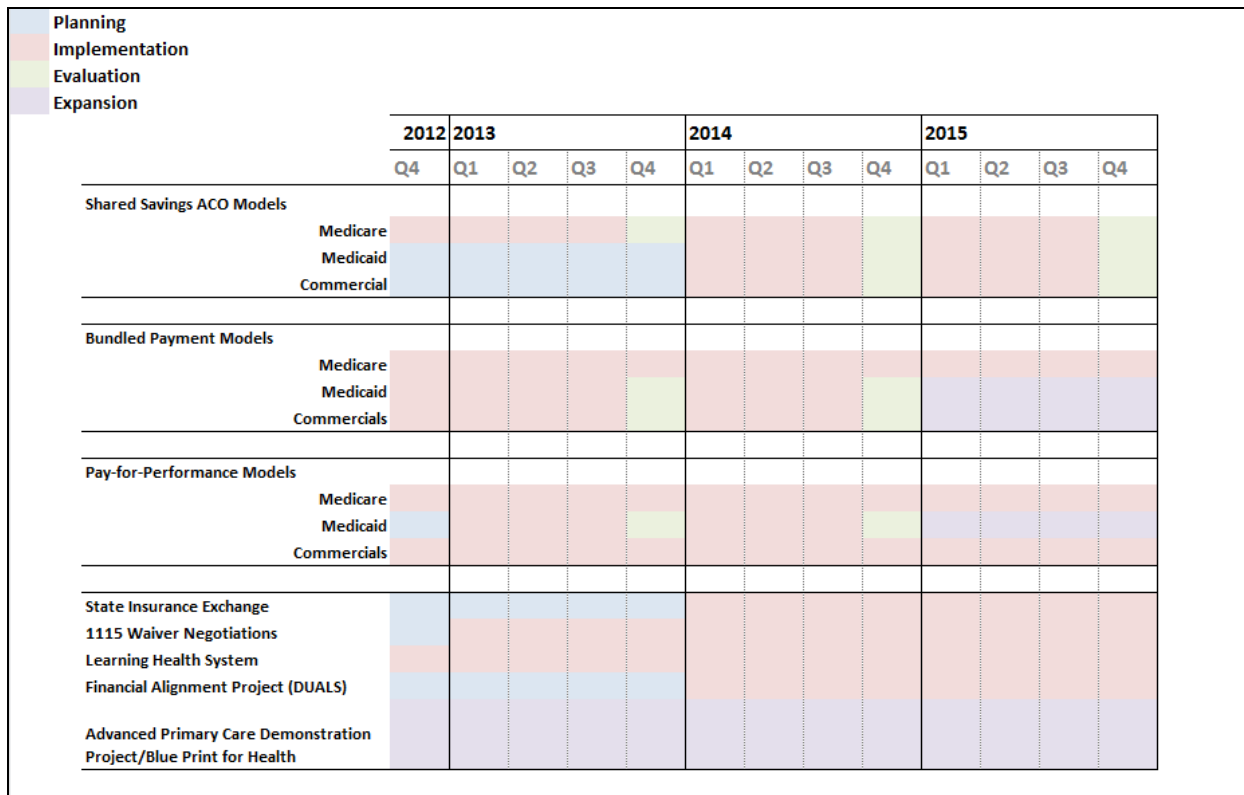 Planning
Implementation
Evaluation
Expansion
2012 2013 2014 2015
Q4 Q1 Q2 Q3 Q4 Q1 Q2 Q3 Q4 Q1 Q2 Q3 Q4
Shared Savings ACO Models
Medicare
Medicaid
Commercial
Bundled Payment Models
Medicare
Medicaid
Commercials
Pay-for-Performance Models
Medicare
Medicaid
Commercials
State Insurance Exchange
1115 Waiver Negotiations
Learning Health System
Financial Alignment Project (DUALS)
Advanced Primary Care Demonstration
Project/Blue Print for Health